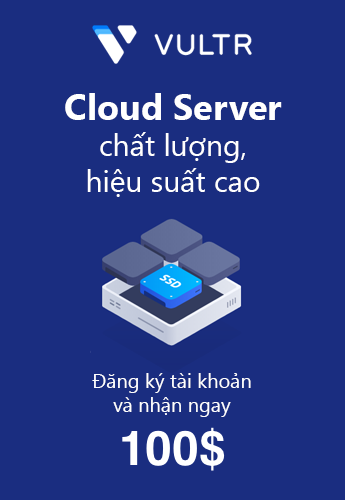 VULTR
Cloud Server
chất lượng,
hiệu suất cao
SSD
Đăng ký tài khoản
và nhận ngay
100$